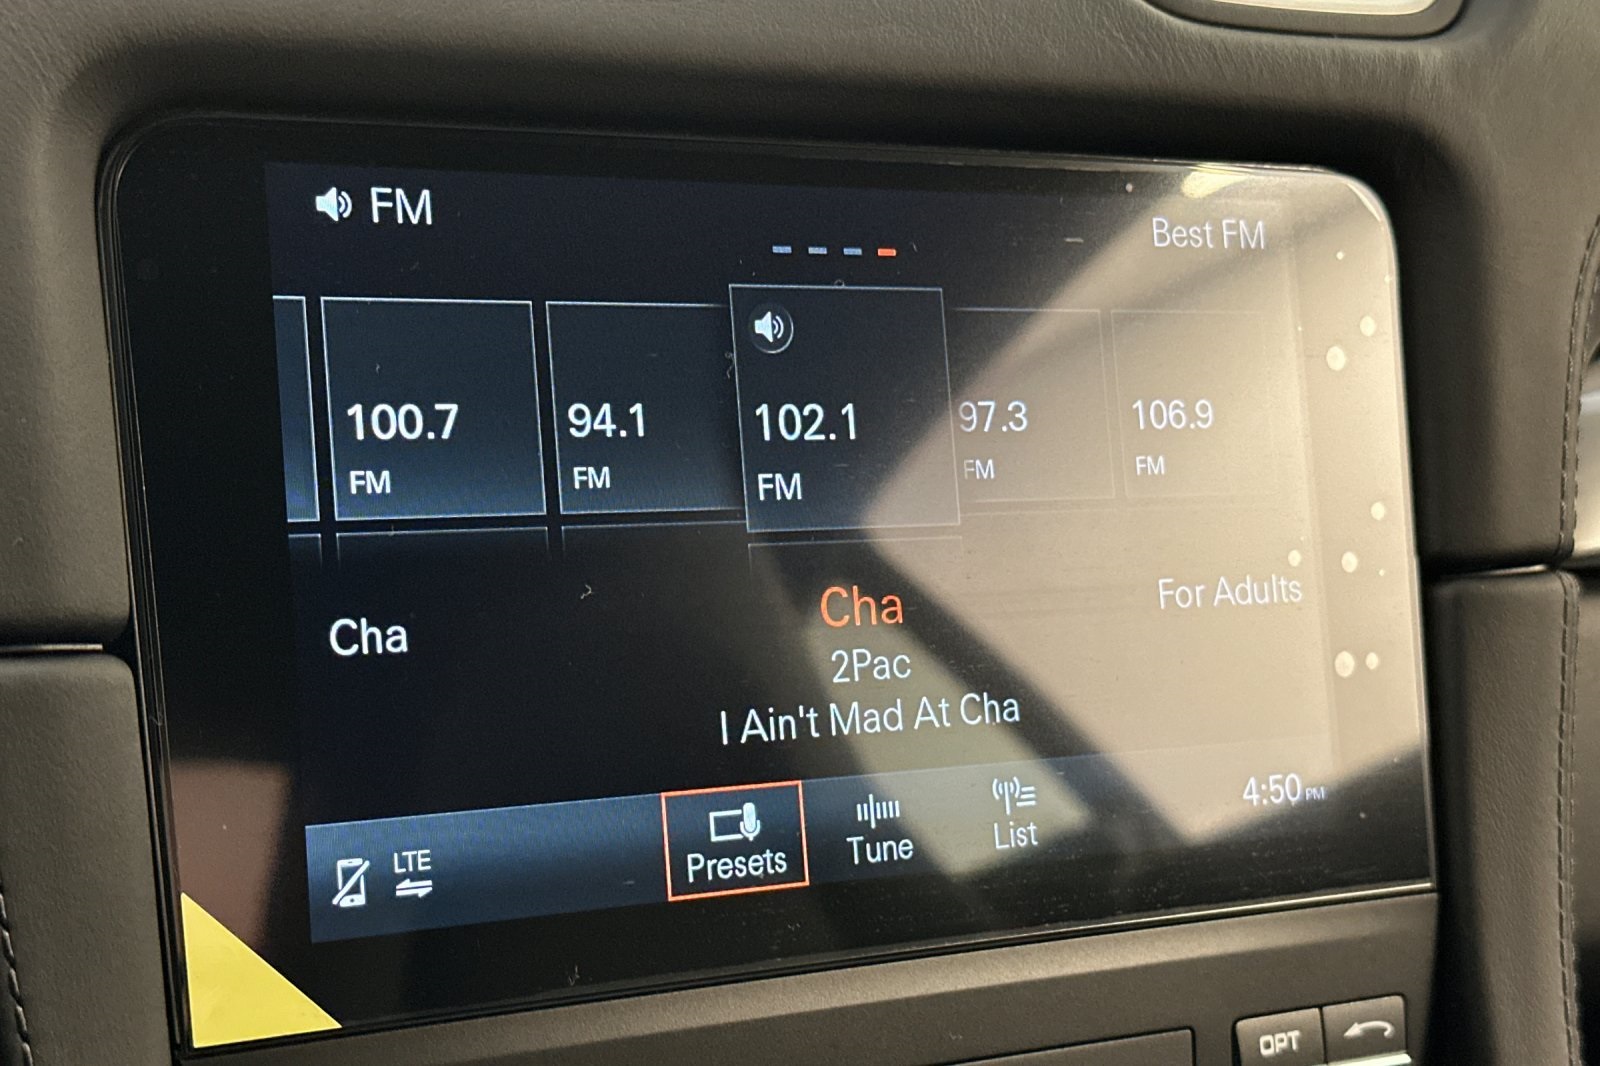 FM
Best FM
100.7
FM
94.1
FM
102.1
FM
97.3
FM
106.9
FM
Cha
Cha
For Adults
2Pac
I Ain't Mad At Cha
LTE
Presets
Tune
List
4:50 PM
OPT